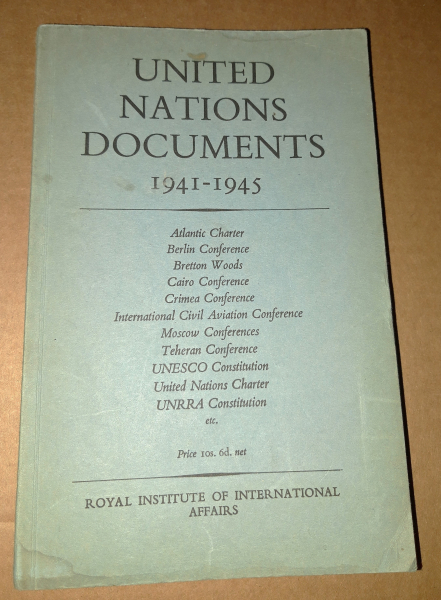 UNITED
NATIONS
DOCUMENTS
1941-1945
Atlantic Charter
Berlin Conference
Bretton Woods
Cairo Conference
Crimea Conference
International Civil Aviation Conference
Moscow Conferences
Teheran Conference
UNESCO Constitution
United Nations Charter
UNRRA Constitution
etc.
Price 10s. 6d. net
ROYAL INSTITUTE OF INTERNATIONAL
AFFAIRS